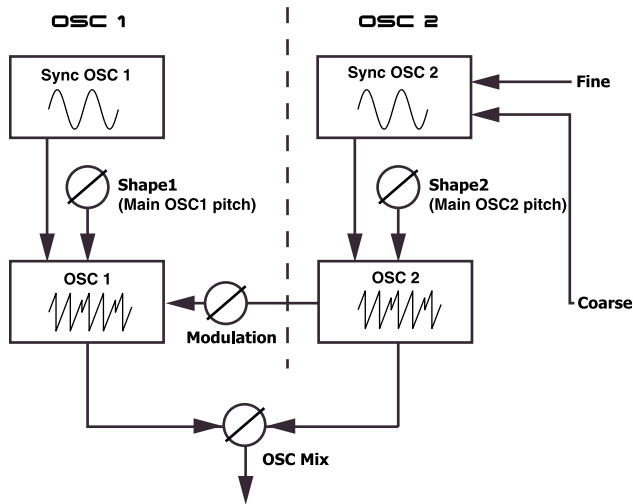 OSC 1
OSC 2
Sync OSC 1
Sync OSC 2
Fine
Shape1
(Main OSC1 pitch)
Shape2
(Main OSC2 pitch)
OSC 1
OSC 2
Coarse
Modulation
OSC Mix